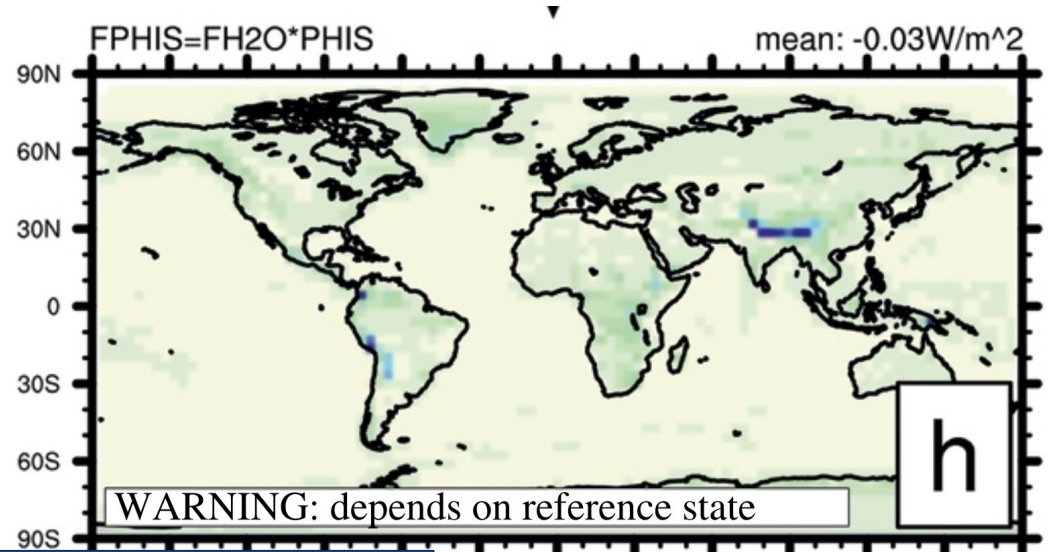 FPHIS=FH2O*PHIS mean: -0.03W/m^2
90N
60N
30N
0
30S
60S
90S
h
WARNING: depends on reference state